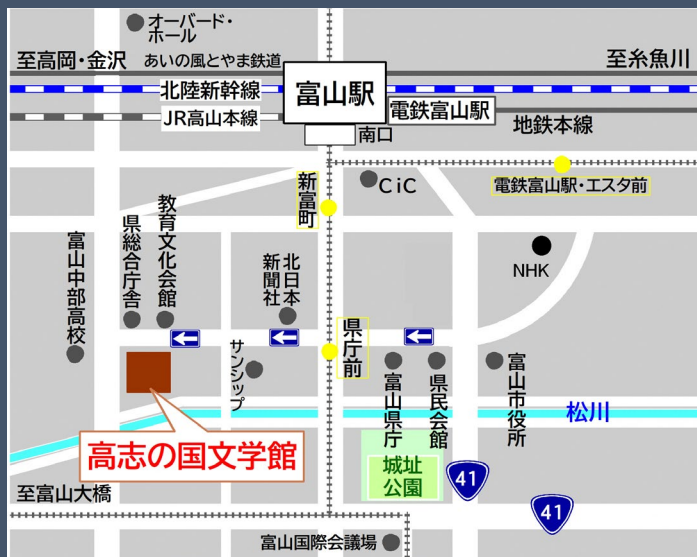 オーバード・
ホール
至高岡・金沢
あいの風とやま鉄道
至糸魚川
北陸新幹線
富山駅
JR高山本線
電鉄富山駅
地鉄本線
南口
新富町
CiC
電鉄富山駅・エスタ前
富山中部高校
県総合庁舎
教育文化会館
北日本
新聞社
NHK
サンシップ
県庁前
富山県庁
県民会館
富山市役所
松川
高志の国文学館
城址
公園
41
至富山大橋
41
富山国際会議場